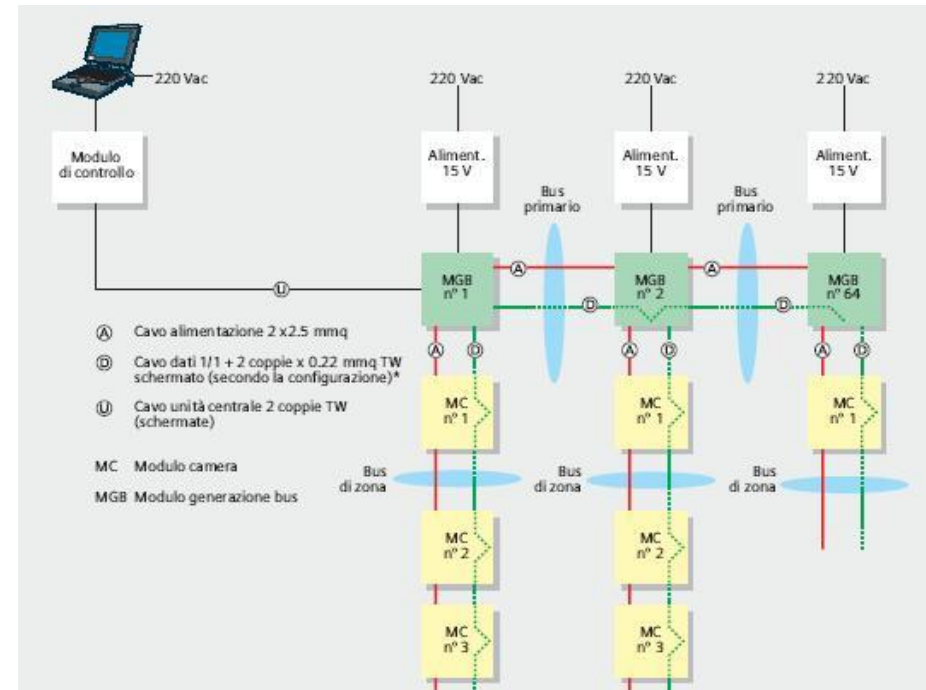 220 Vac
220 Vac
220 Vac
220 Vac
Modulo
di controllo
Aliment.
15 V
Aliment.
15 V
Aliment.
15 V
Bus
primario
Bus
primario
A
A
MGB
n° 1
MGB
n° 2
MGB
n° 64
U
D
D
A Cavo alimentazione 2 x2.5 mmq
D Cavo dati 1/1 + 2 coppie x 0.22 mmq TW
schermato (secondo la configurazione)*
U Cavo unità centrale 2 coppie TW
(schermate)
MC Modulo camera
MGB Modulo generazione bus
A
D
A
D
A
D
MC
n° 1
MC
n° 1
MC
n° 1
Bus
di zona
Bus
di zona
Bus
di zona
MC
n° 2
MC
n° 2
MC
n° 3
MC
n° 3